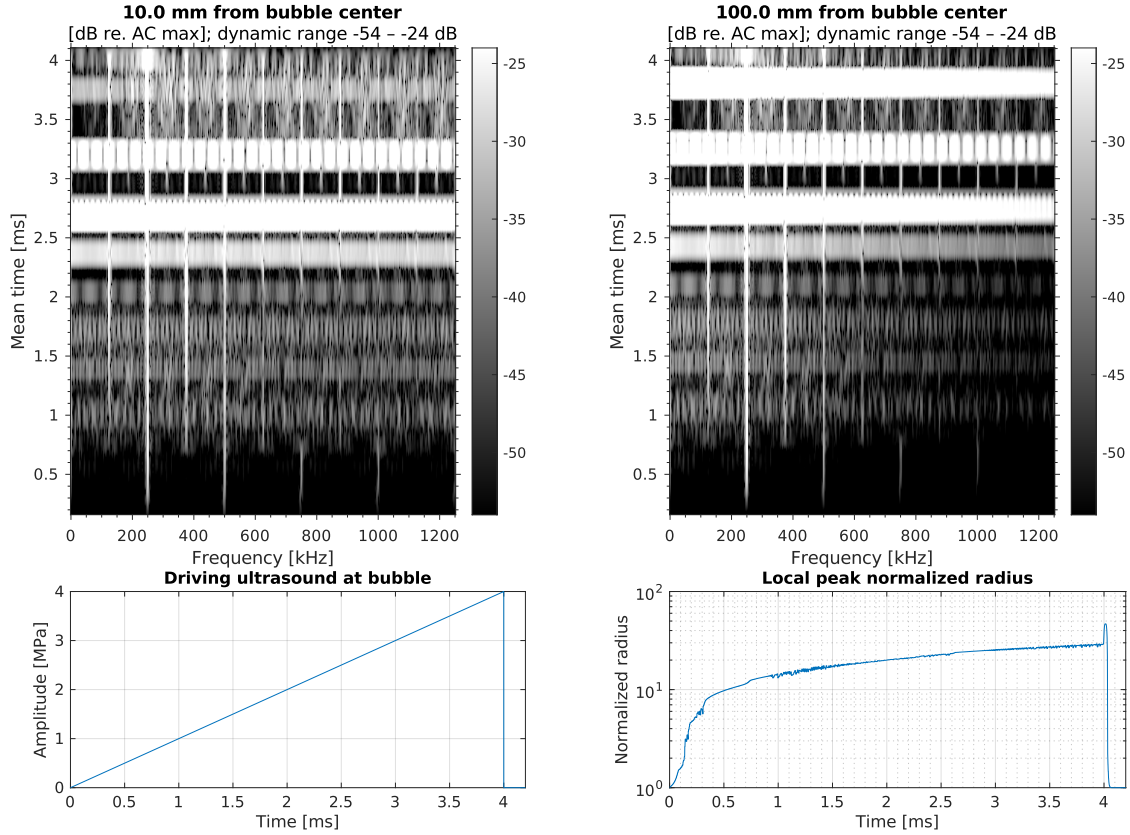 10.0 mm from bubble center
[dB re. AC max]; dynamic range -54 – -24 dB
4
3.5
3
2.5
2
1.5
1
0.5
Mean time [ms]
0 200 400 600 800 1000 1200
Frequency [kHz]
-25
-30
-35
-40
-45
-50
100.0 mm from bubble center
[dB re. AC max]; dynamic range -54 – -24 dB
4
3.5
3
2.5
2
1.5
1
0.5
Mean time [ms]
0 200 400 600 800 1000 1200
Frequency [kHz]
-25
-30
-35
-40
-45
-50
Driving ultrasound at bubble
4
3
2
1
0
Amplitude [MPa]
0 0.5 1 1.5 2 2.5 3 3.5 4
Time [ms]
Local peak normalized radius
10²
10¹
10⁰
Normalized radius
0 0.5 1 1.5 2 2.5 3 3.5 4
Time [ms]